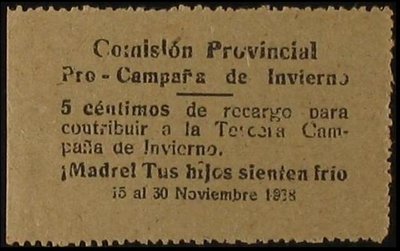 Comisión Provincial
Pro-Campaña de Invierno
5 céntimos de recargo para
contribuir a la Tercera Cam-
paña de Invierno.
¡Madre! Tus hijos sienten frío
15 al 30 Noviembre 1938